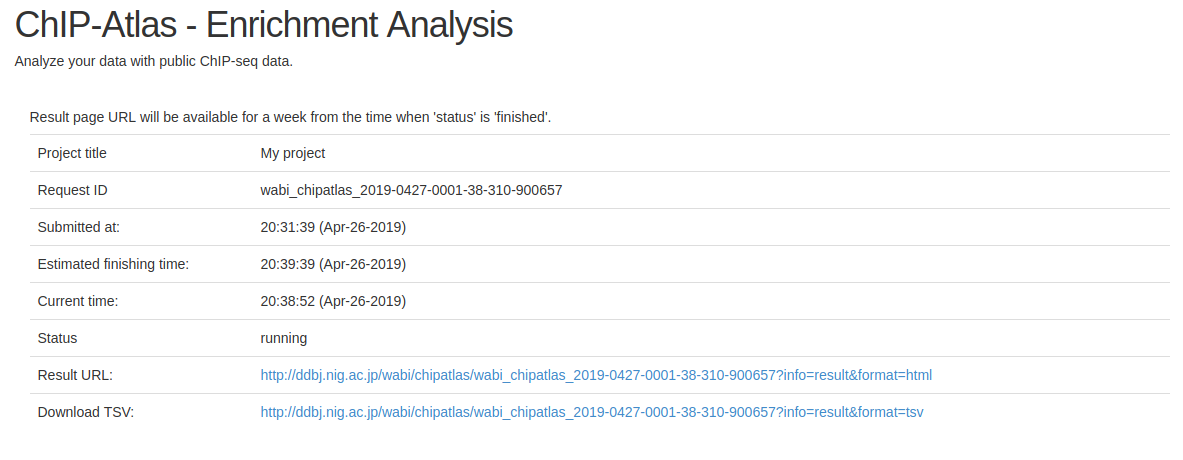 ChIP-Atlas - Enrichment Analysis
Analyze your data with public ChIP-seq data.
Result page URL will be available for a week from the time when 'status' is 'finished'.
Project title My project
Request ID wabi_chipatlas_2019-0427-0001-38-310-900657
Submitted at: 20:31:39 (Apr-26-2019)
Estimated finishing time: 20:39:39 (Apr-26-2019)
Current time: 20:38:52 (Apr-26-2019)
Status running
Result URL: http://ddbj.nig.ac.jp/wabi/chipatlas/wabi_chipatlas_2019-0427-0001-38-310-900657?info=result&format=html
Download TSV: http://ddbj.nig.ac.jp/wabi/chipatlas/wabi_chipatlas_2019-0427-0001-38-310-900657?info=result&format=tsv